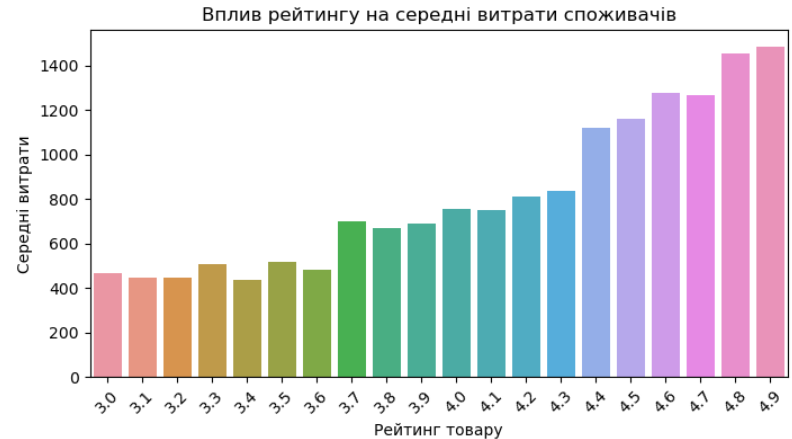 Вплив рейтингу на середні витрати споживачів
Середні витрати
1400
1200
1000
800
600
400
200
0
3.0 3.1 3.2 3.3 3.4 3.5 3.6 3.7 3.8 3.9 4.0 4.1 4.2 4.3 4.4 4.5 4.6 4.7 4.8 4.9
Рейтинг товару